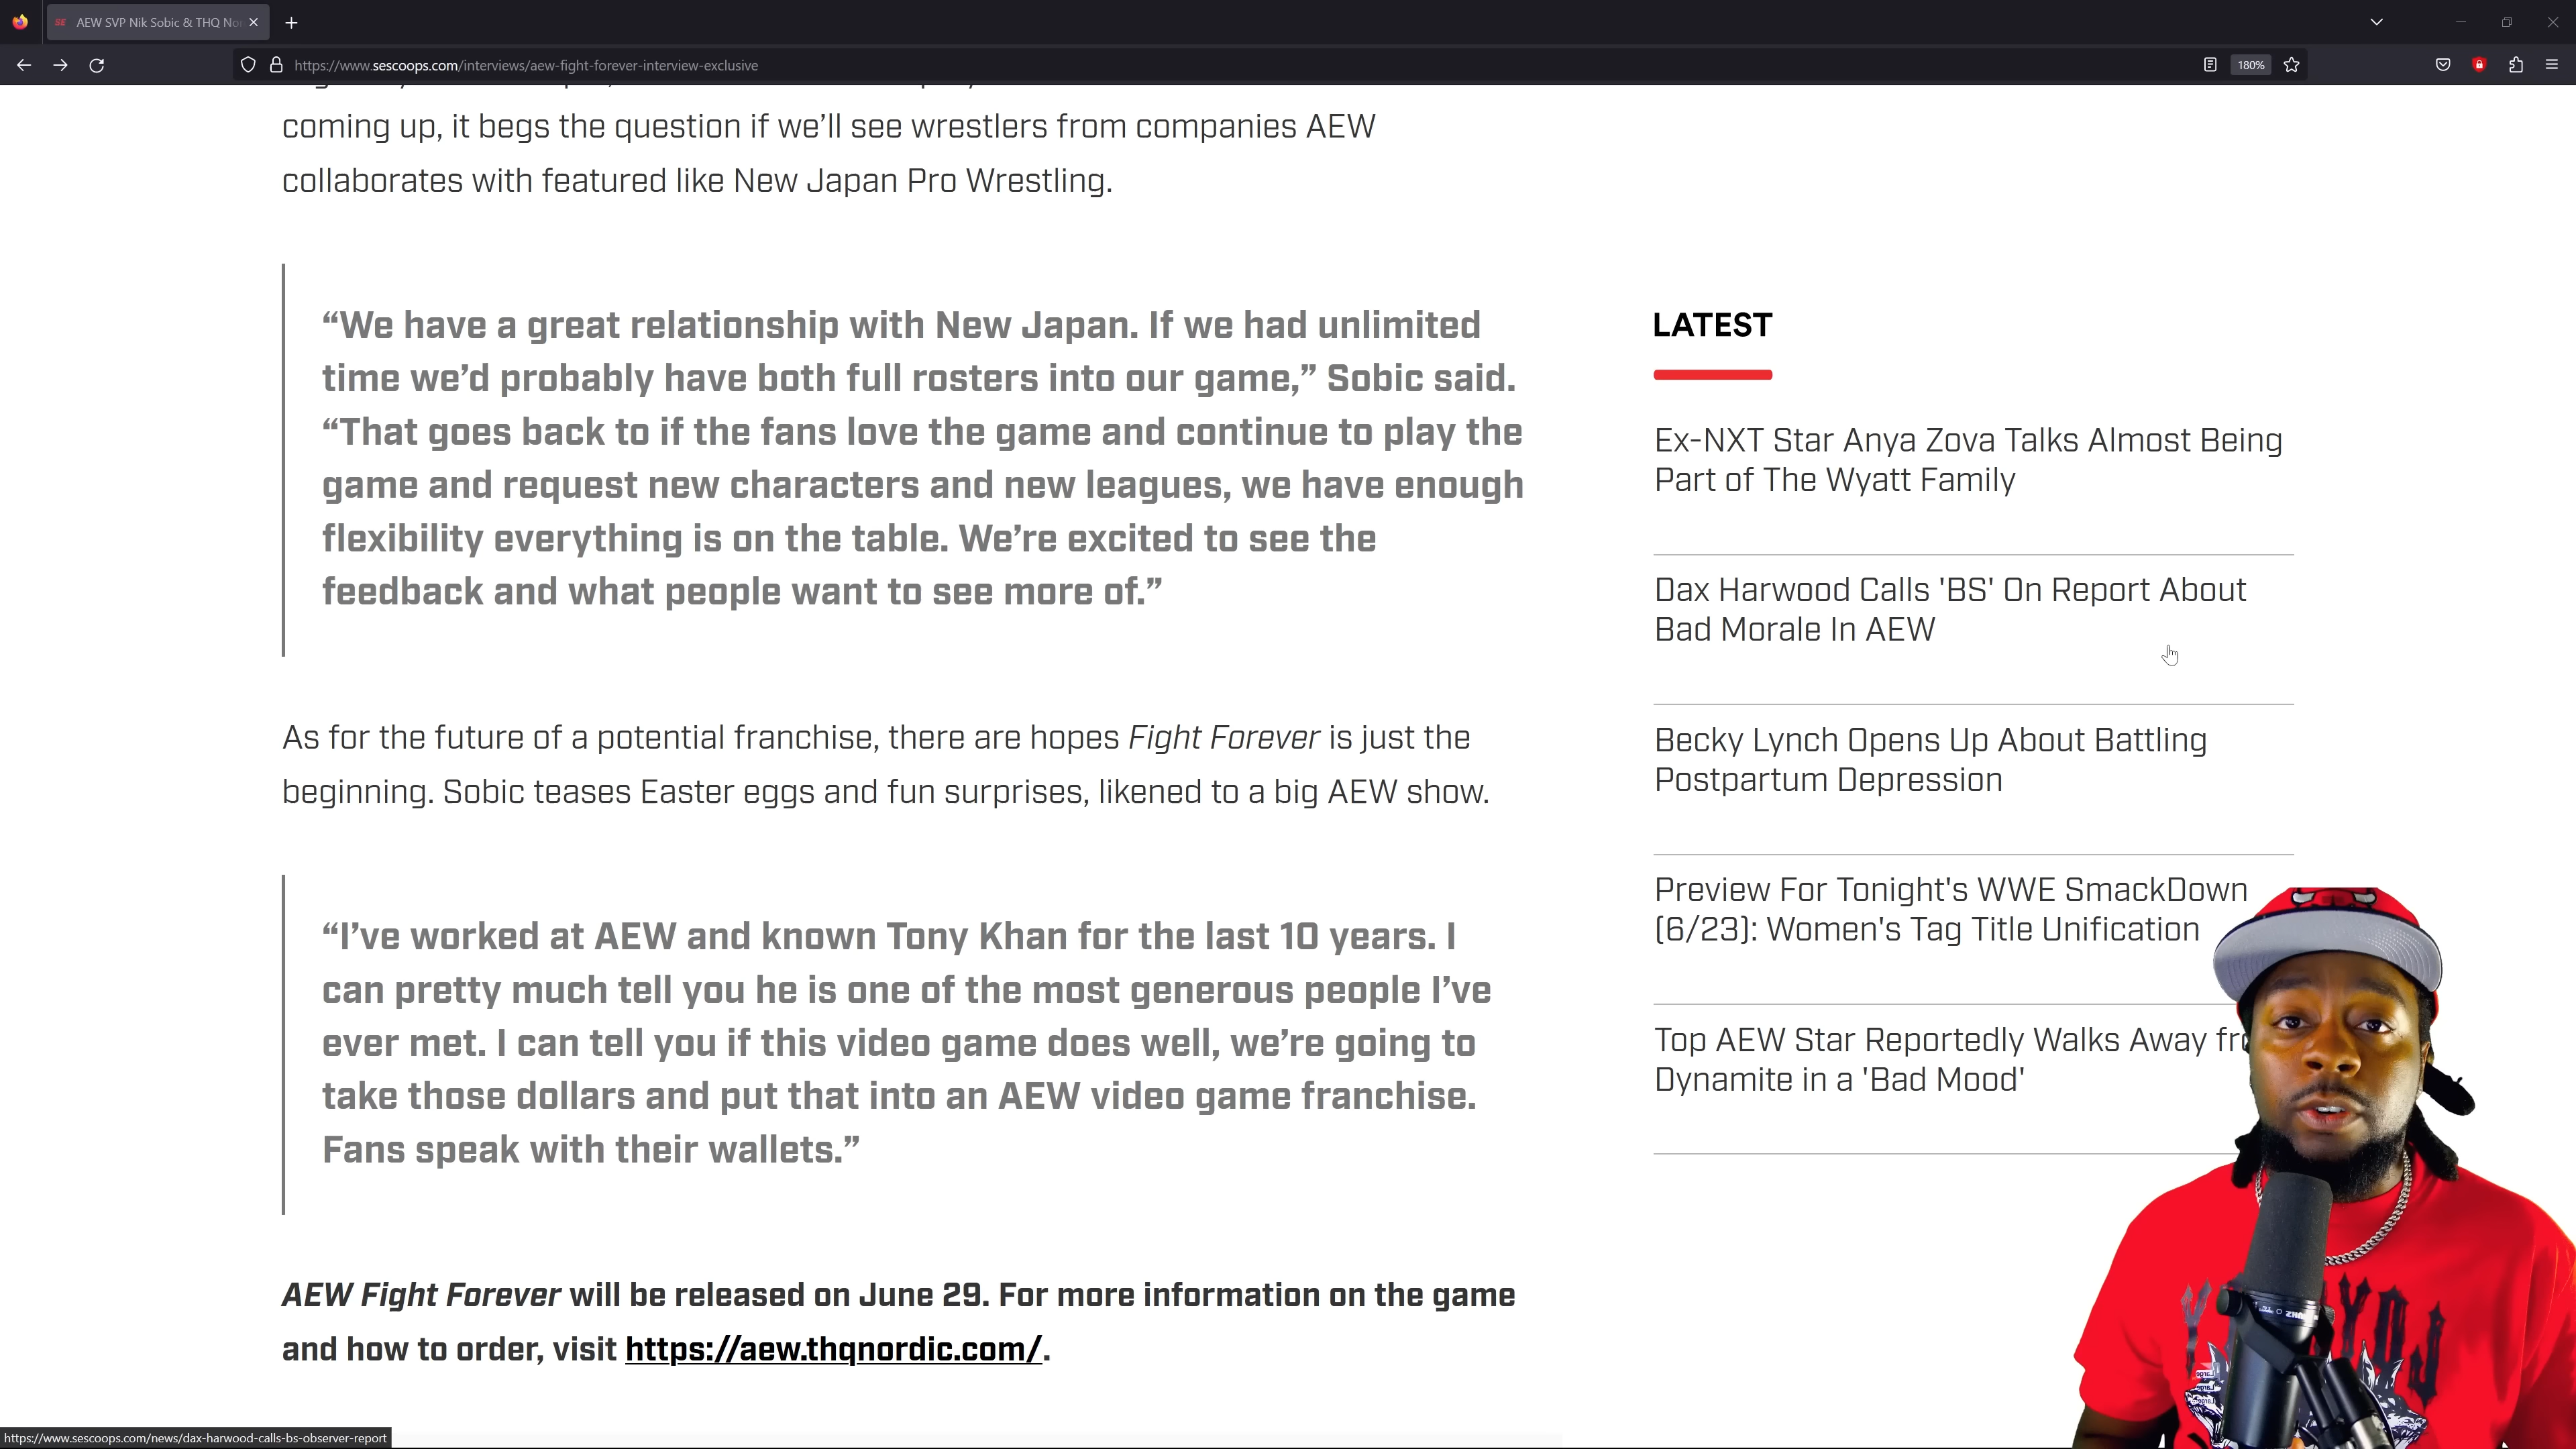 AEW SVP Nik Sobic & THQ No
https://www.sescoops.com/interviews/aew-fight-forever-interview-exclusive
180%
coming up, it begs the question if we’ll see wrestlers from companies AEW
collaborates with featured like New Japan Pro Wrestling.
“We have a great relationship with New Japan. If we had unlimited
time we’d probably have both full rosters into our game,” Sobic said.
“That goes back to if the fans love the game and continue to play the
game and request new characters and new leagues, we have enough
flexibility everything is on the table. We’re excited to see the
feedback and what people want to see more of.”
As for the future of a potential franchise, there are hopes Fight Forever is just the
beginning. Sobic teases Easter eggs and fun surprises, likened to a big AEW show.
“I’ve worked at AEW and known Tony Khan for the last 10 years. I
can pretty much tell you he is one of the most generous people I’ve
ever met. I can tell you if this video game does well, we’re going to
take those dollars and put that into an AEW video game franchise.
Fans speak with their wallets.”
AEW Fight Forever will be released on June 29. For more information on the game
and how to order, visit https://aew.thqnordic.com/.
LATEST
Ex-NXT Star Anya Zova Talks Almost Being
Part of The Wyatt Family
Dax Harwood Calls 'BS' On Report About
Bad Morale In AEW
Becky Lynch Opens Up About Battling
Postpartum Depression
Preview For Tonight's WWE SmackDown
(6/23): Women's Tag Title Unification
Top AEW Star Reportedly Walks Away fro
Dynamite in a 'Bad Mood'
https://www.sescoops.com/news/dax-harwood-calls-bs-observer-report